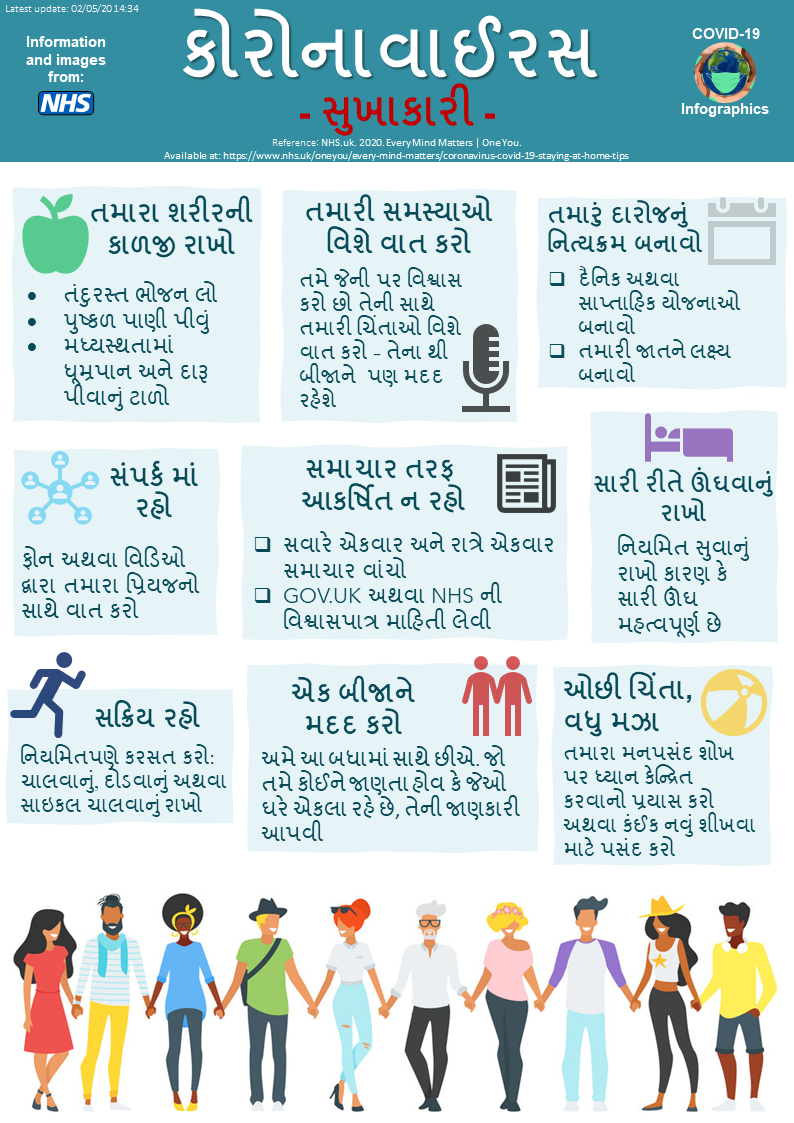 Latest update: 02/05/2014:34
Information
and images
from:
NHS
કોરોનાવાઈરસ
- સુખાકારી -
COVID-19
Infographics
Reference: NHS.uk. 2020. Every Mind Matters | One You.
Available at: https://www.nhs.uk/oneyou/every-mind-matters/coronavirus-covid-19-staying-at-home-tips
તમારા શરીરની
કાળજી રાખો
• તંદુરસ્ત ભોજન લો
• પુષ્કળ પાણી પીવું
• મધ્યસ્થતામાં
ધૂમ્રપાન અને દારૂ
પીવાનું ટાળો
તમારી સમસ્યાઓ
વિશે વાત કરો
તમે જેની પર વિશ્વાસ
કરો છો તેની સાથે
તમારી ચિંતાઓ વિશે
વાત કરો – તેના થી
બીજાને પણ મદદ
રહેશે
તમારું દારોજનું
નિત્યક્રમ બનાવો
❑ દૈનિક અથવા
સાપ્તાહિક યોજનાઓ
બનાવો
❑ તમારી જાતને લક્ષ્ય
બનાવો
સંપર્ક માં
રહો
ફોન અથવા વિડિઓ
દ્વારા તમારા પ્રિયજનો
સાથે વાત કરો
સમાચાર તરફ
આકર્ષિત ન રહો
❑ સવારે એકવાર અને રાત્રે એકવાર
સમાચાર વાંચો
❑ GOV.UK અથવા NHS ની
વિશ્વાસપાત્ર માહિતી લેવી
સારી રીતે ઊંઘવાનું
રાખો
નિયમિત સુવાનું
રાખો કારણ કે
સારી ઊંઘ
મહત્વપૂર્ણ છે
સક્રિય રહો
નિયમિતપણે કરસત કરો:
ચાલવાનું, દોડવાનું અથવા
સાઇકલ ચાલવાનું રાખો
એક બીજાને
મદદ કરો
અમે આ બધામાં સાથે છીએ. જો
તમે કોઈને જાણતા હોવ કે જેઓ
ઘરે એકલા રહે છે, તેની જાણકારી
આપવી
ઓછી ચિંતા,
વધુ મઝા
તમારા મનપસંદ શોખ
પર ધ્યાન કેન્દ્રિત
કરવાનો પ્રયાસ કરો
અથવા કંઈક નવું શીખવા
માટે પસંદ કરો